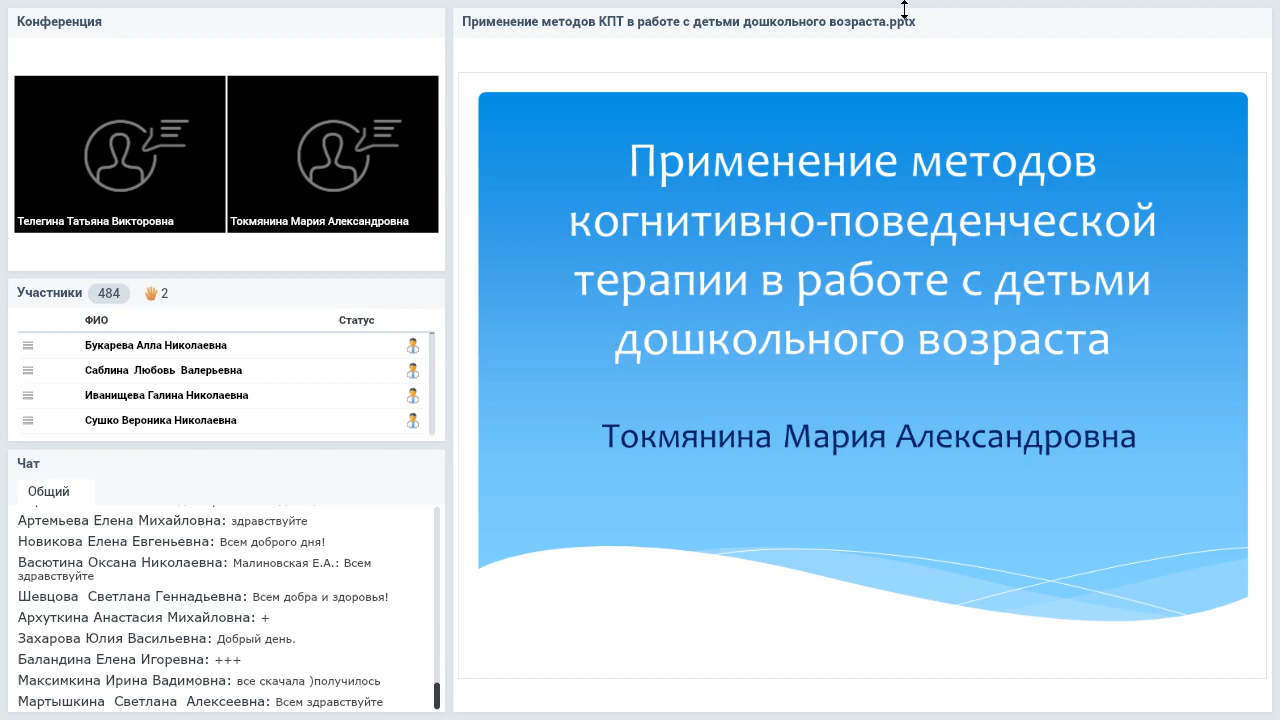 Конференция
Телегина Татьяна Викторовна
Токмянина Мария Александровна
Участники 484 2
ФИО Статус
Букарева Алла Николаевна
Саблина Любовь Валерьевна
Иванищева Галина Николаевна
Сушко Вероника Николаевна
Чат
Общий
Артемьева Елена Михайловна: здравствуйте
Новикова Елена Евгеньевна: Всем доброго дня!
Васютина Оксана Николаевна: Малиновская Е.А.: Всем
здравствуйте
Шевцова Светлана Геннадьевна: Всем добра и здоровья!
Архуткина Анастасия Михайловна: +
Захарова Юлия Васильевна: Добрый день.
Баландина Елена Игоревна: +++
Максимкина Ирина Вадимовна: все скачала )получилось
Мартышкина Светлана Алексеевна: Всем здравствуйте
Применение методов КПТ в работе с детьми дошкольного возраста.pptx
Применение методов
когнитивно-поведенческой
терапии в работе с детьми
дошкольного возраста
Токмянина Мария Александровна